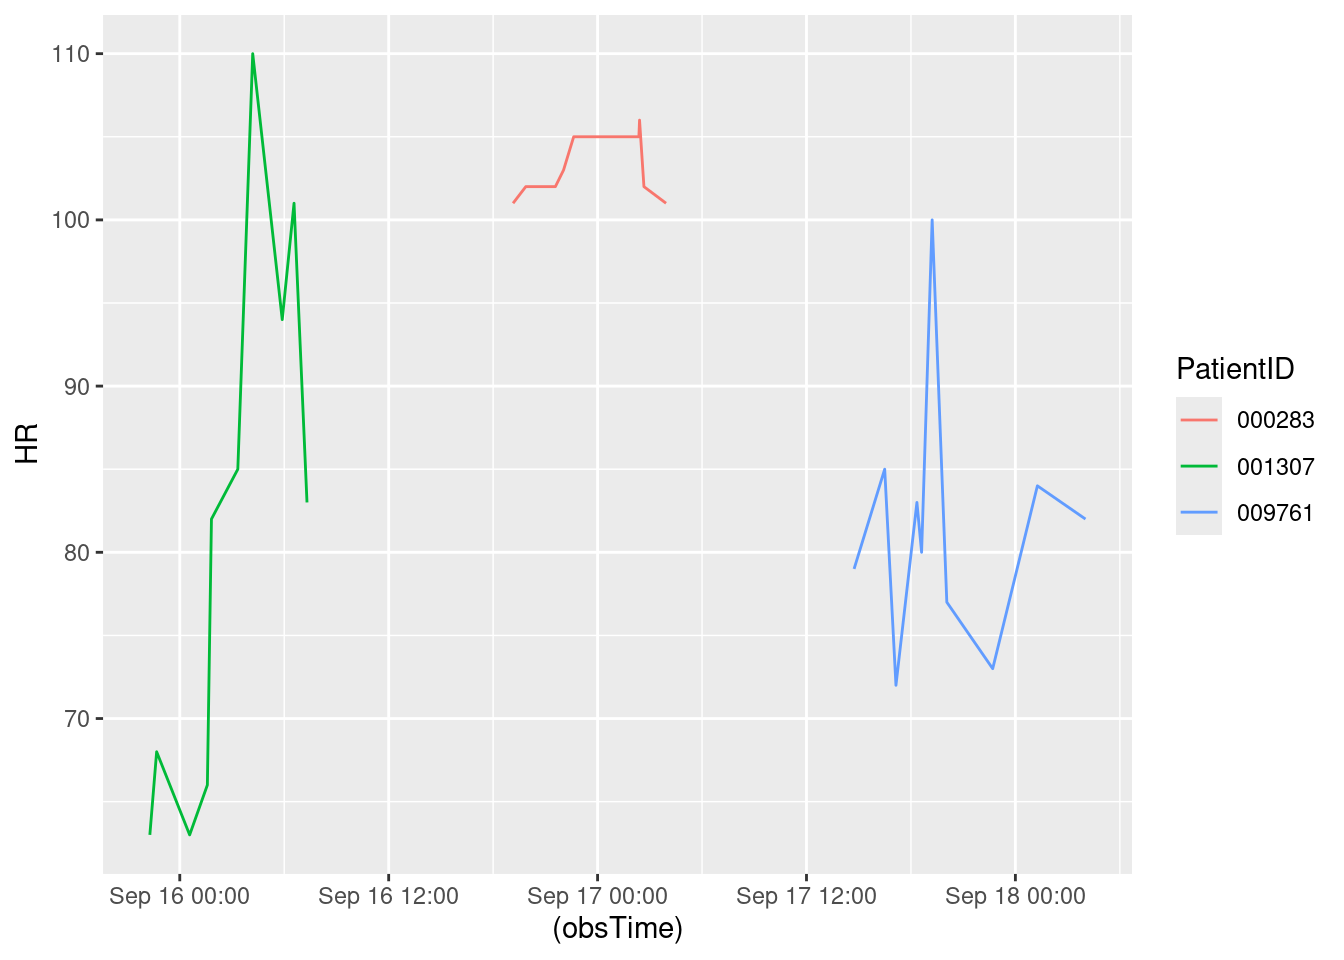 110
100
90
80
70
HR
Sep 16 00:00
Sep 16 12:00
Sep 17 00:00
Sep 17 12:00
Sep 18 00:00
(obsTime)
PatientID
000283
001307
009761